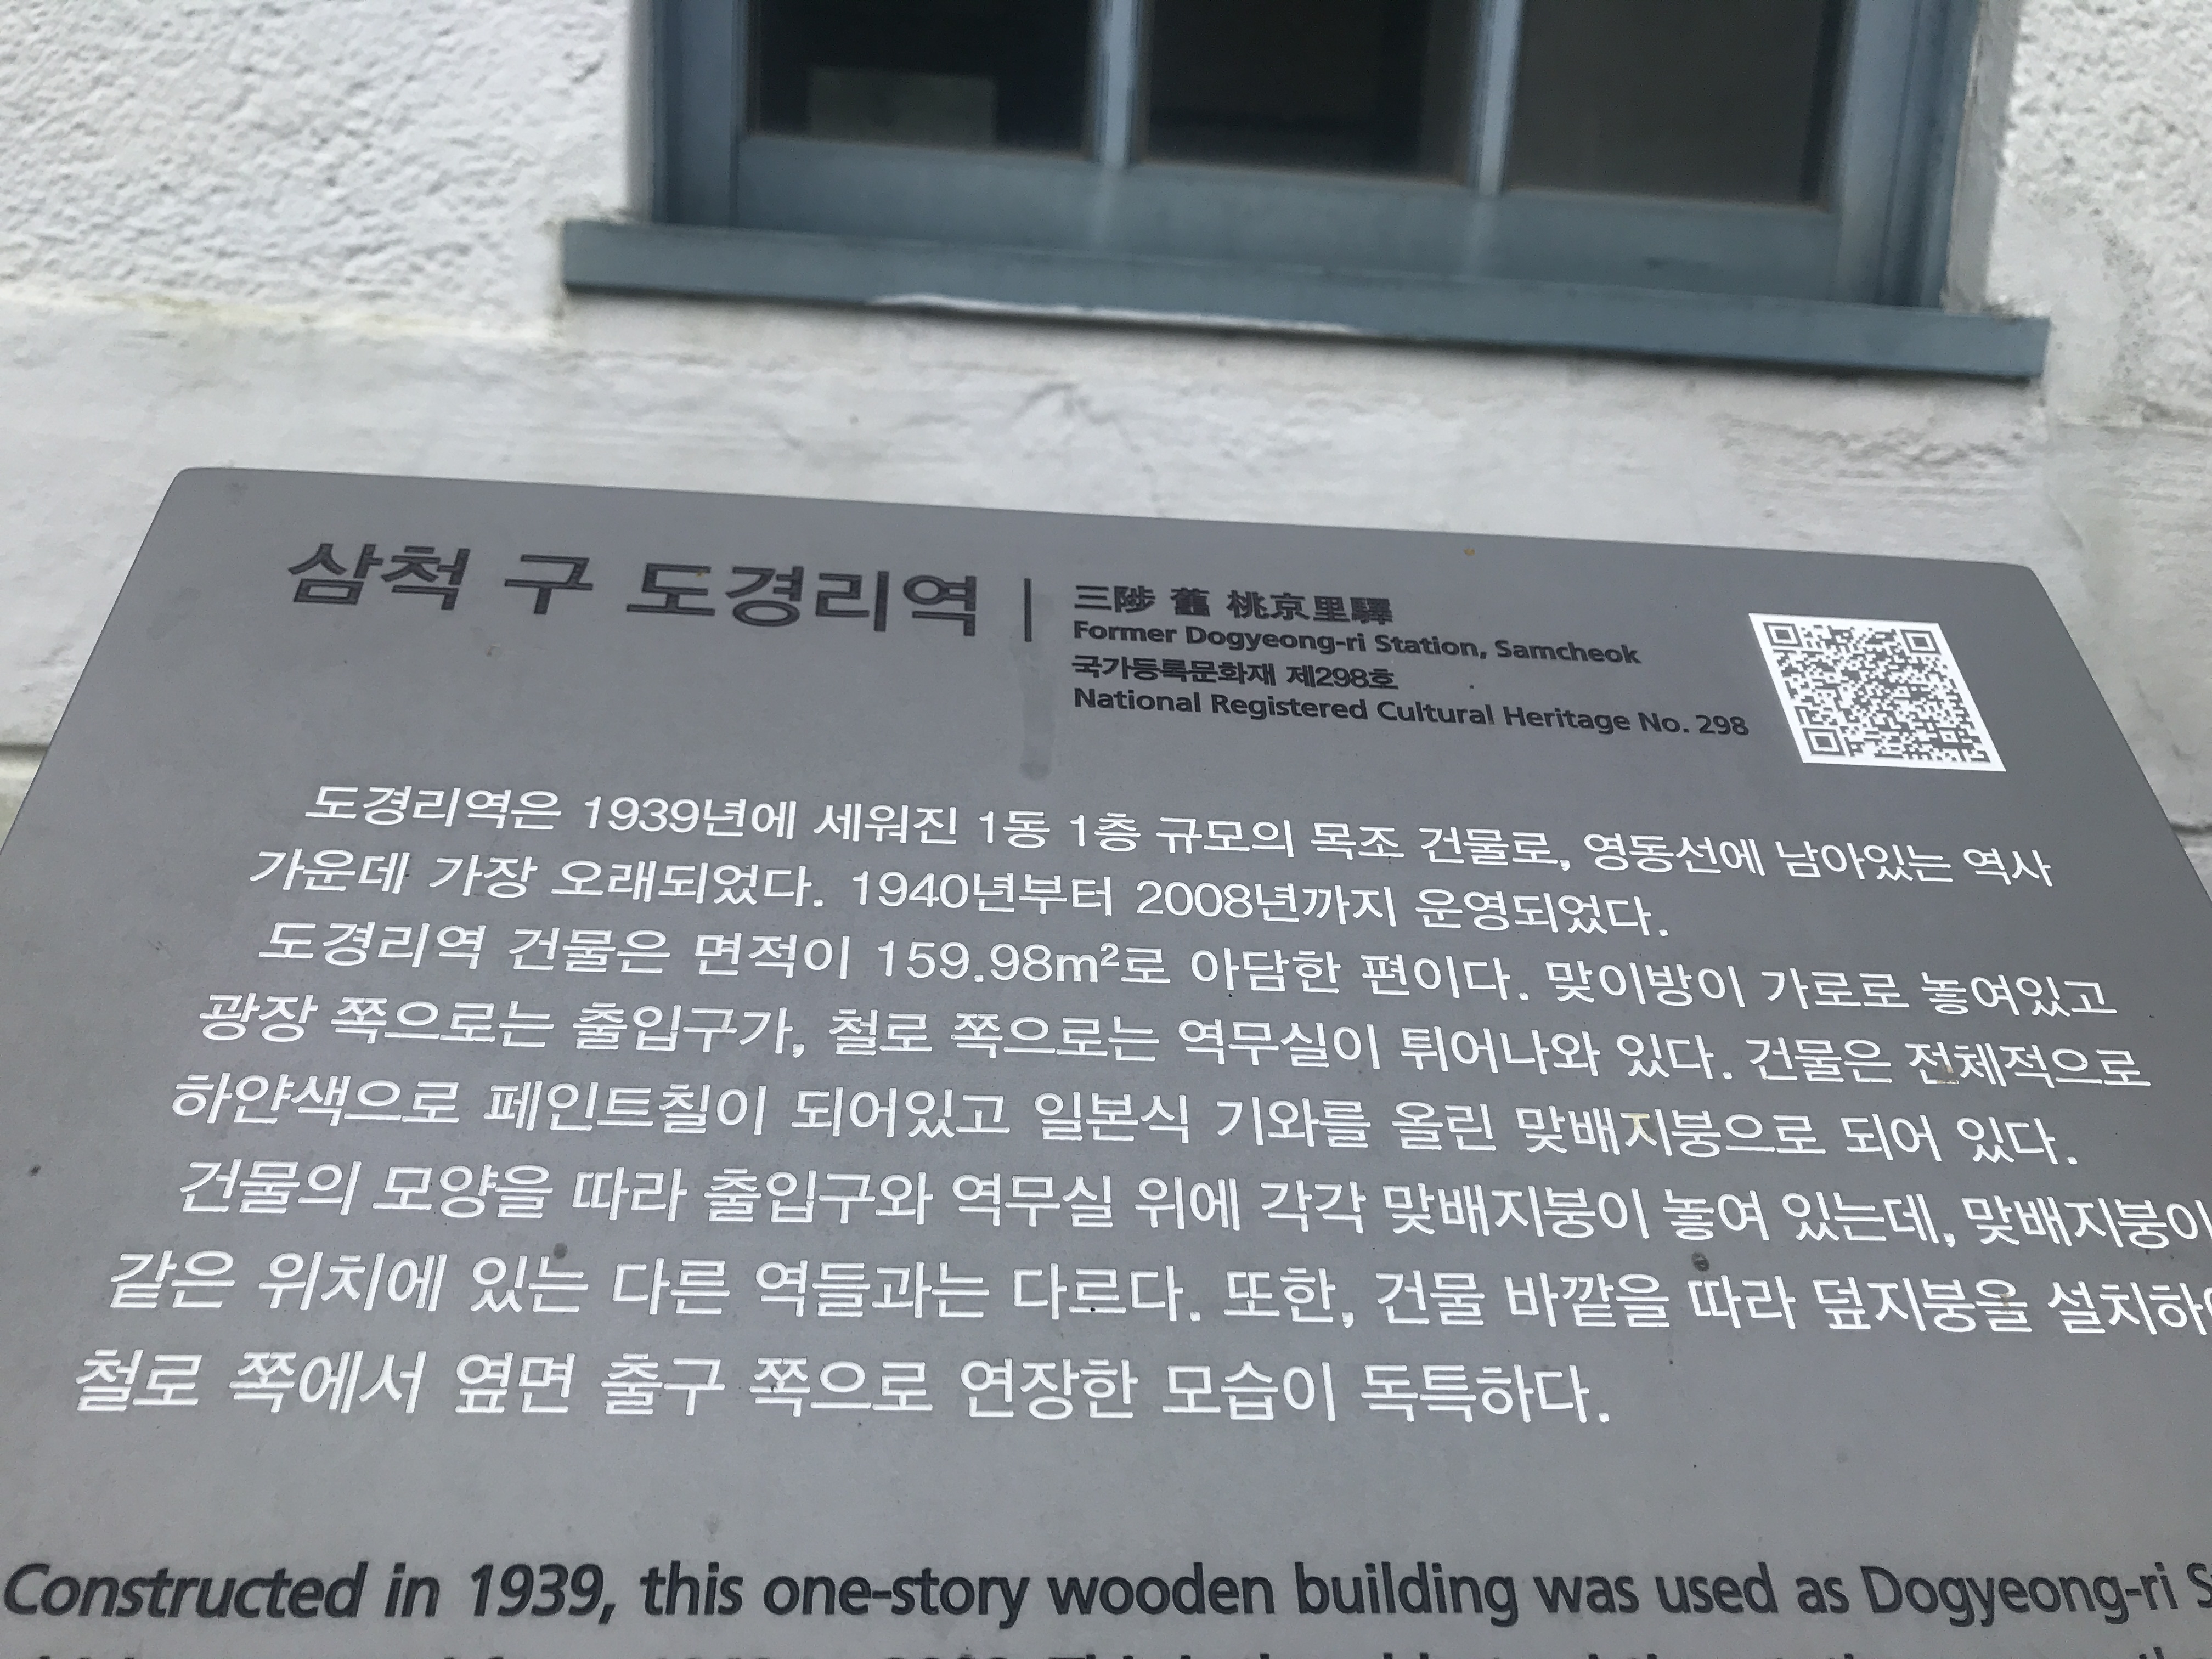 삼척 구 도경리역
三陟 舊 桃京里驛
Former Dogyeong-ri Station, Samcheok
국가등록문화재 제298호
National Registered Cultural Heritage No. 298
도경리역은 1939년에 세워진 1동 1층 규모의 목조 건물로, 영동선에 남아있는 역사
가운데 가장 오래되었다. 1940년부터 2008년까지 운영되었다.
도경리역 건물은 면적이 159.98m²로 아담한 편이다. 맞이방이 가로로 놓여있고
광장 쪽으로는 출입구가, 철로 쪽으로는 역무실이 튀어나와 있다. 건물은 전체적으로
하얀색으로 페인트칠이 되어있고 일본식 기와를 올린 맞배지붕으로 되어 있다.
건물의 모양을 따라 출입구와 역무실 위에 각각 맞배지붕이 놓여 있는데, 맞배지붕이
같은 위치에 있는 다른 역들과는 다르다. 또한, 건물 바깥을 따라 덮지붕을 설치하
철로 쪽에서 옆면 출구 쪽으로 연장한 모습이 독특하다.
Constructed in 1939, this one-story wooden building was used as Dogyeong-ri